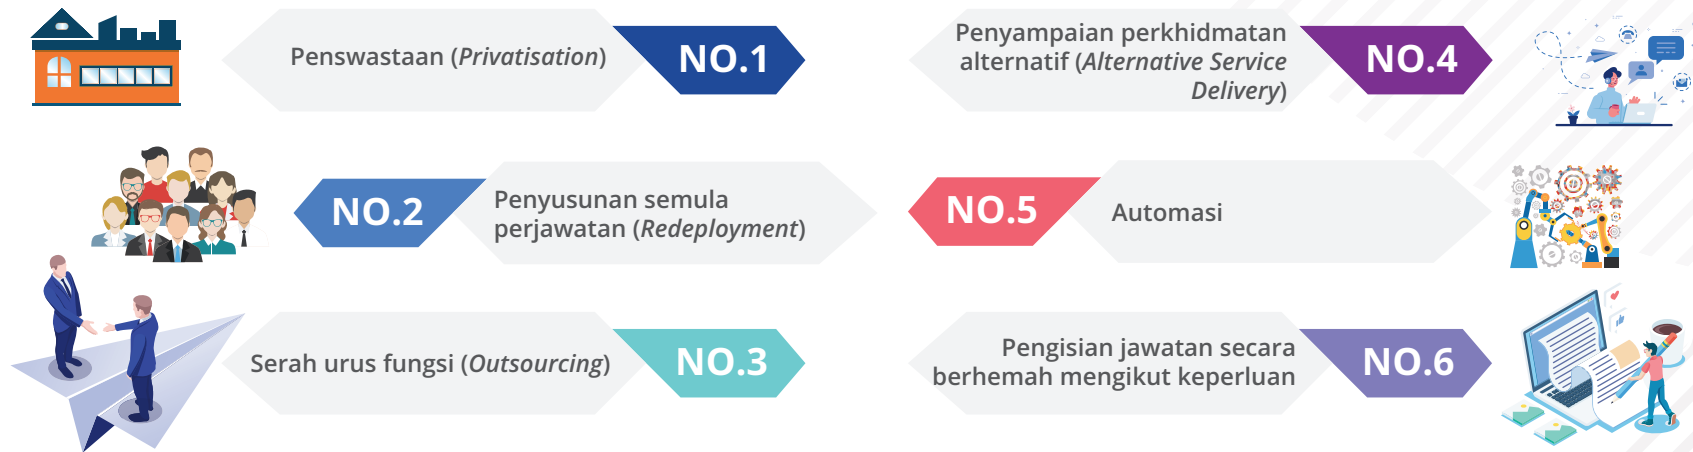 Penswastaan (Privatisation)
NO.1
NO.2
Penyusunan semula
perjawatan (Redeployment)
Serah urus fungsi (Outsourcing)
NO.3
Penyampaian perkhidmatan
alternatif (Alternative Service
Delivery)
NO.4
NO.5
Automasi
Pengisian jawatan secara
berhemah mengikut keperluan
NO.6